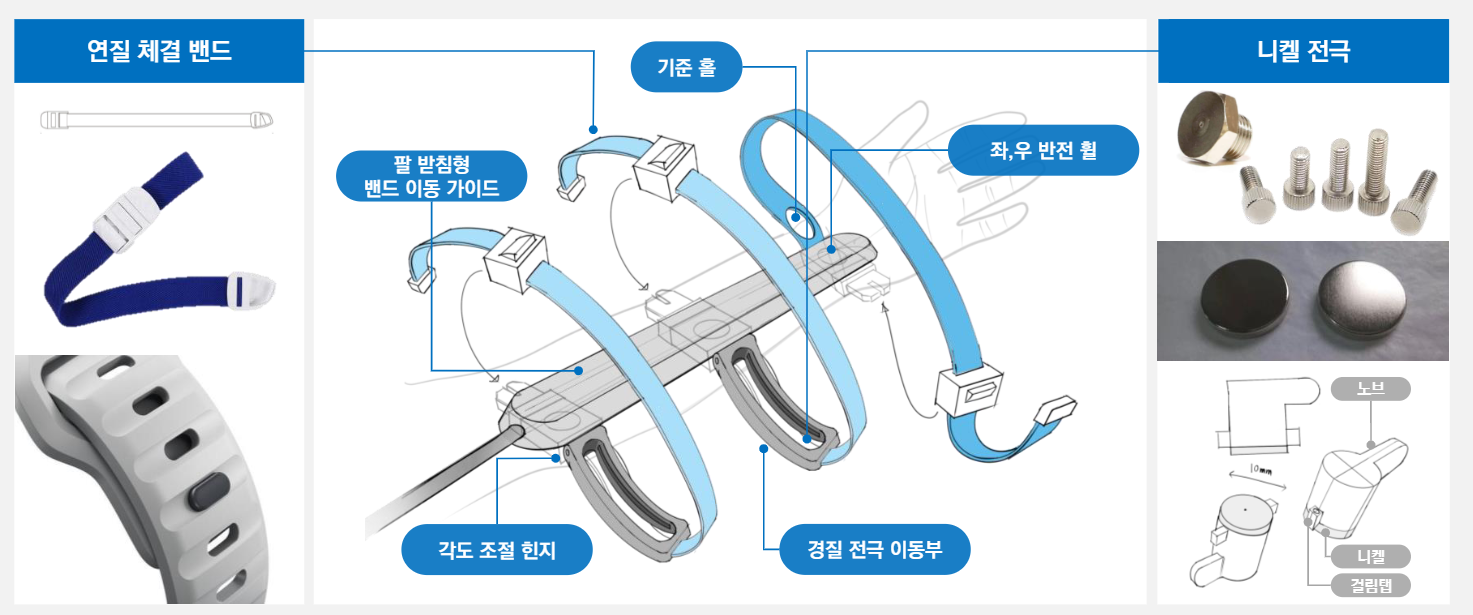 연질 체결 밴드
기준 홀
니켈 전극
좌,우 반전 휠
팔 받침형
밴드 이동 가이드
노브
10mm
각도 조절 힌지
경질 전극 이동부
니켈
걸림탭